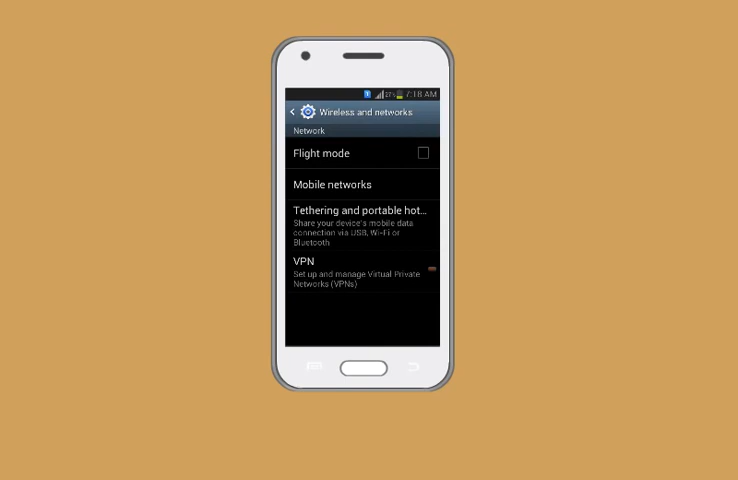 27% 7:18 AM
Wireless and networks
Network
Flight mode
Mobile networks
Tethering and portable hot...
Share your device's mobile data
connection via USB, Wi-Fi or
Bluetooth
VPN
Set up and manage Virtual Private
Networks (VPNs)